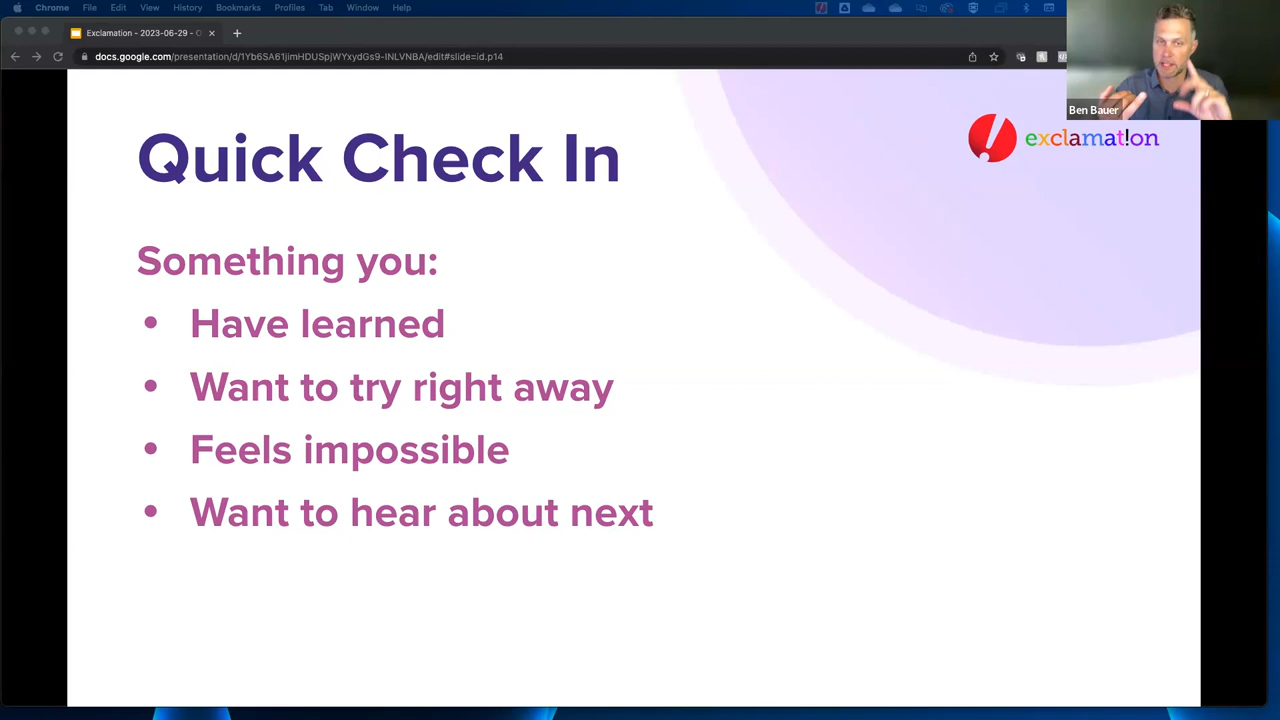 Chrome File Edit View History Bookmarks Profiles Tab Window Help
Exclamation - 2023-06-29 -
docs.google.com/presentation/d/1Yb6SA61jimHDUSpjWYxydGs9-INLVNBA/edit#slide=id.p14
Ben Bauer
exclamat!on
Quick Check In
Something you:
• Have learned
• Want to try right away
• Feels impossible
• Want to hear about next